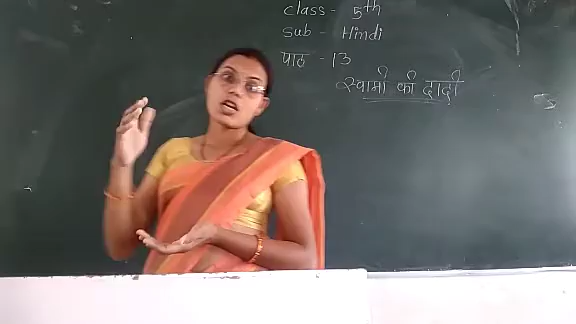 class - 5th
sub - Hindi
पाठ - 13
स्वामी की दादी